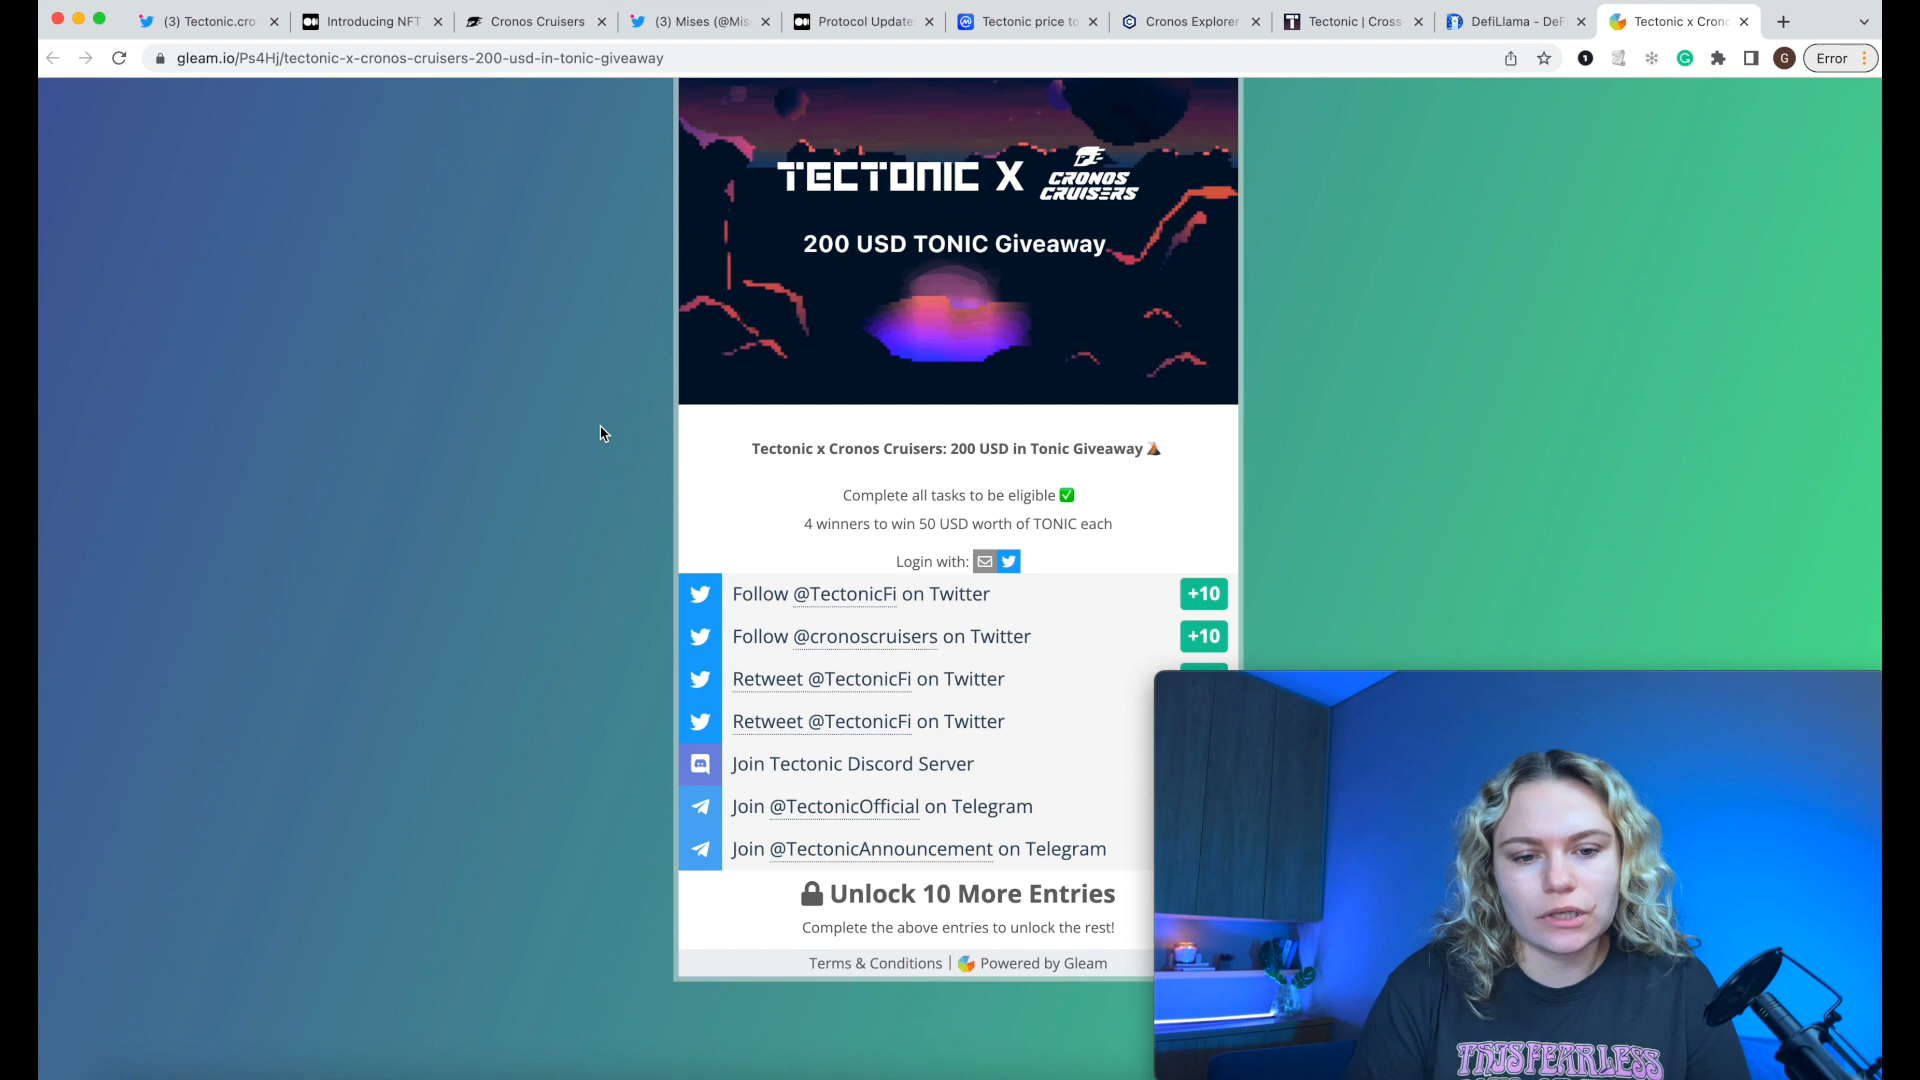 (3) Tectonic.cro
Introducing NFT
Cronos Cruisers
(3) Mises (@Mis
Protocol Update
Tectonic price to
Cronos Explorer
Tectonic | Cross-
DefiLlama - DeF
Tectonic x Crono
gleam.io/Ps4Hj/tectonic-x-cronos-cruisers-200-usd-in-tonic-giveaway
G
Error
TECTONIC X CRONOS CRUISERS
200 USD TONIC Giveaway
Tectonic x Cronos Cruisers: 200 USD in Tonic Giveaway 🌋
Complete all tasks to be eligible ✅
4 winners to win 50 USD worth of TONIC each
Login with:
Follow @TectonicFi on Twitter +10
Follow @cronoscruisers on Twitter +10
Retweet @TectonicFi on Twitter
Retweet @TectonicFi on Twitter
Join Tectonic Discord Server
Join @TectonicOfficial on Telegram
Join @TectonicAnnouncement on Telegram
Unlock 10 More Entries
Complete the above entries to unlock the rest!
Terms & Conditions | Powered by Gleam